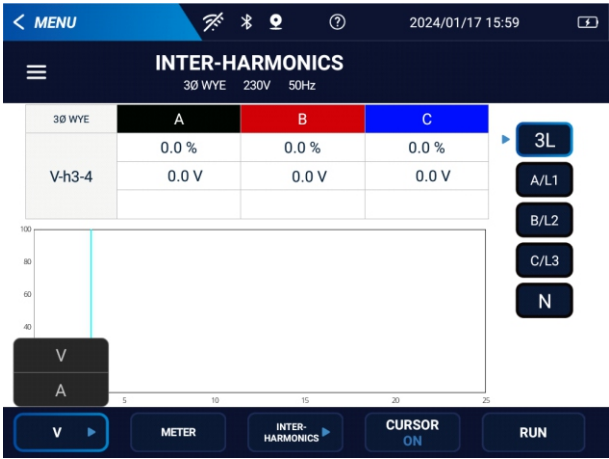 < MENU
2024/01/17 15:59
INTER-HARMONICS
3Ø WYE 230V 50Hz
3Ø WYE A B C
V-h3-4 0.0 % 0.0 % 0.0 %
0.0 V 0.0 V 0.0 V
3L
A/L1
B/L2
C/L3
N
100
80
60
40
V
A
5 10 15 20 25
V
METER
INTER-
HARMONICS
CURSOR
ON
RUN